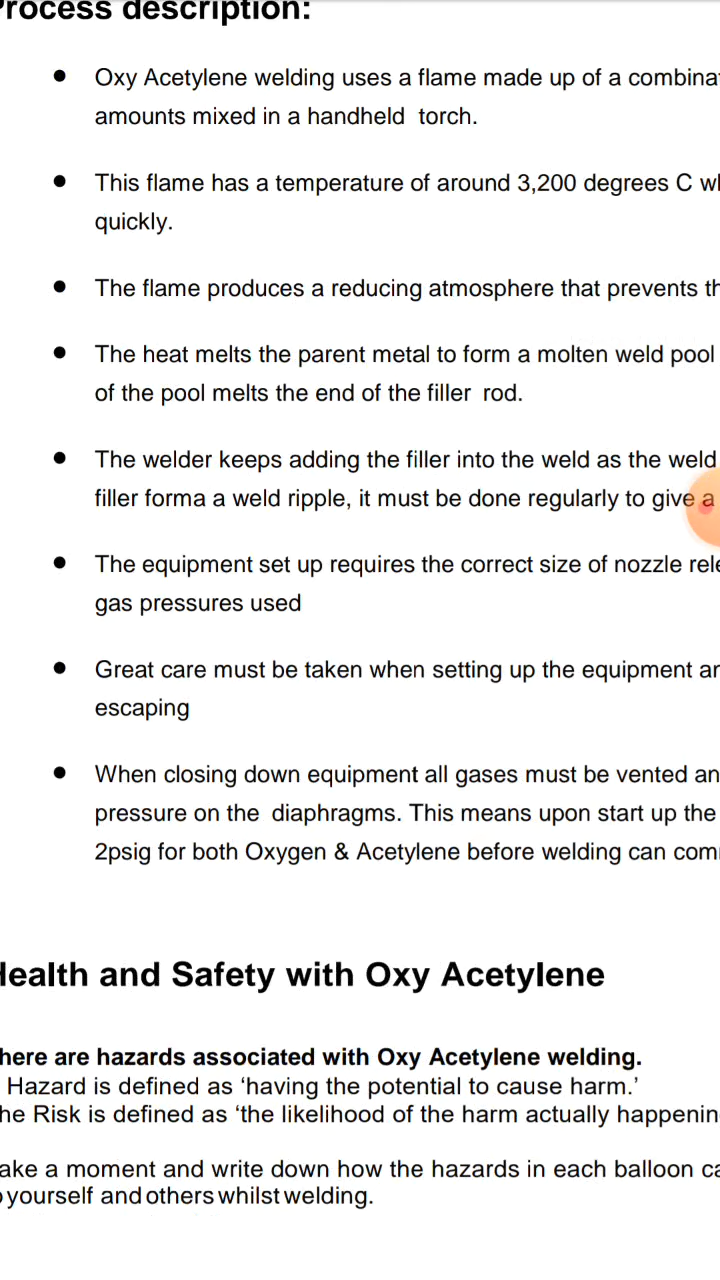 Process description:
Oxy Acetylene welding uses a flame made up of a
amounts mixed in a handheld torch.
This flame has a temperature of around 3,200 degrees C
quickly.
The flame produces a reducing atmosphere that prevents
The heat melts the parent metal to form a molten weld pool
of the pool melts the end of the filler rod.
The welder keeps adding the filler into the weld as the weld
filler forma a weld ripple, it must be done regularly to give a
The equipment set up requires the correct size of nozzle
gas pressures used
Great care must be taken when setting up the equipment
escaping
When closing down equipment all gases must be vented
pressure on the diaphragms. This means upon start up the
2psig for both Oxygen & Acetylene before welding can
Health and Safety with Oxy Acetylene
here are hazards associated with Oxy Acetylene welding.
Hazard is defined as ‘having the potential to cause harm.’
he Risk is defined as ‘the likelihood of the harm actually
ake a moment and write down how the hazards in each balloon
yourself and others whilst welding.